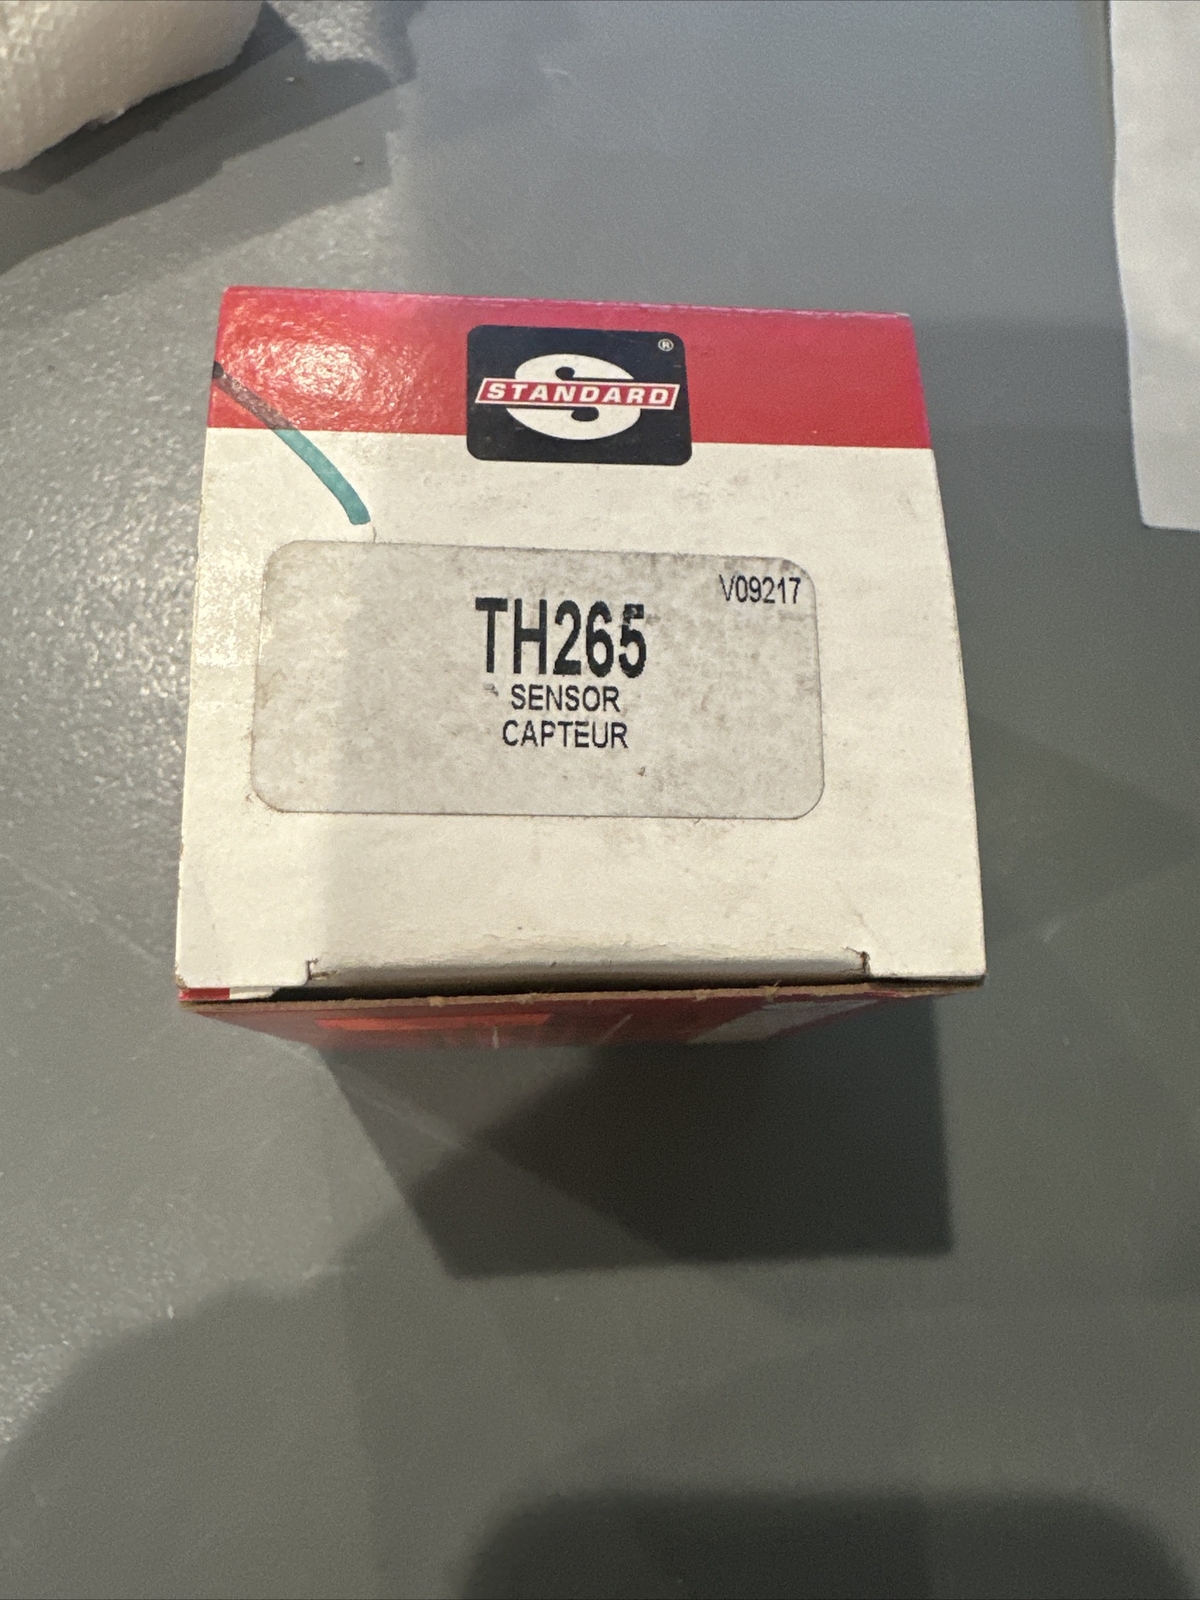 STANDARD
®
V09217
TH265
SENSOR
CAPTEUR